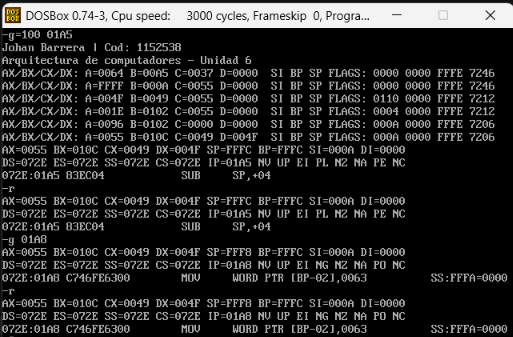 DOSBox 0.74-3, Cpu speed:    3000 cycles, Frameskip  0, Progra...
-g=100 01A5
Johan Barrera | Cod: 1152538
Arquitectura de computadores - Unidad 6
AX/BX/CX/DX: A=0064 B=00A5 C=0037 D=0000  SI BP SP FLAGS: 0000 0000 FFFE 7246
AX/BX/CX/DX: A=FFFF B=000A C=0055 D=0000  SI BP SP FLAGS: 0000 0000 FFFE 7246
AX/BX/CX/DX: A=004F B=0049 C=0055 D=0000  SI BP SP FLAGS: 0110 0000 FFFE 7212
AX/BX/CX/DX: A=001E B=0102 C=0055 D=0000  SI BP SP FLAGS: 0004 0000 FFFE 7212
AX/BX/CX/DX: A=0096 B=0102 C=0000 D=0000  SI BP SP FLAGS: 000A 0000 FFFE 7206
AX/BX/CX/DX: A=0055 B=010C C=0049 D=004F  SI BP SP FLAGS: 000A 0000 FFFE 7206
AX=0055 BX=010C CX=0049 DX=004F SP=FFFC BP=FFFC SI=000A DI=0000
DS=072E ES=072E SS=072E CS=072E IP=01A5 NV UP EI PL NZ NA PE NC
072E:01A5 83EC04        SUB     SP,+04
-r
AX=0055 BX=010C CX=0049 DX=004F SP=FFFC BP=FFFC SI=000A DI=0000
DS=072E ES=072E SS=072E CS=072E IP=01A5 NV UP EI PL NZ NA PE NC
072E:01A5 83EC04        SUB     SP,+04
-g 01A8
AX=0055 BX=010C CX=0049 DX=004F SP=FFF8 BP=FFFC SI=000A DI=0000
DS=072E ES=072E SS=072E CS=072E IP=01A8 NV UP EI NG NZ NA PO NC
072E:01A8 C746FE6300    MOV     WORD PTR [BP-02],0063       SS:FFFA=0000
-r
AX=0055 BX=010C CX=0049 DX=004F SP=FFF8 BP=FFFC SI=000A DI=0000
DS=072E ES=072E SS=072E CS=072E IP=01A8 NV UP EI NG NZ NA PO NC
072E:01A8 C746FE6300    MOV     WORD PTR [BP-02],0063       SS:FFFA=0000